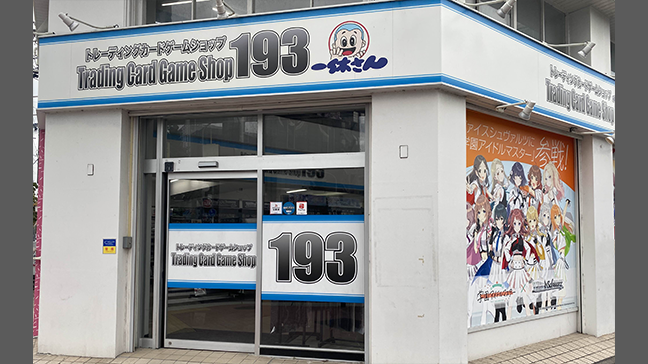 トレーディングカードゲームショップ
Trading Card Game Shop
193
一休さん
トレーディングカードゲームショップ
Trading Card Game Shop
トレーディングカードゲームショップ
Trading Card Game Shop
193
ァイスシュヴァルツに
学園アイドルマスター
参戦!